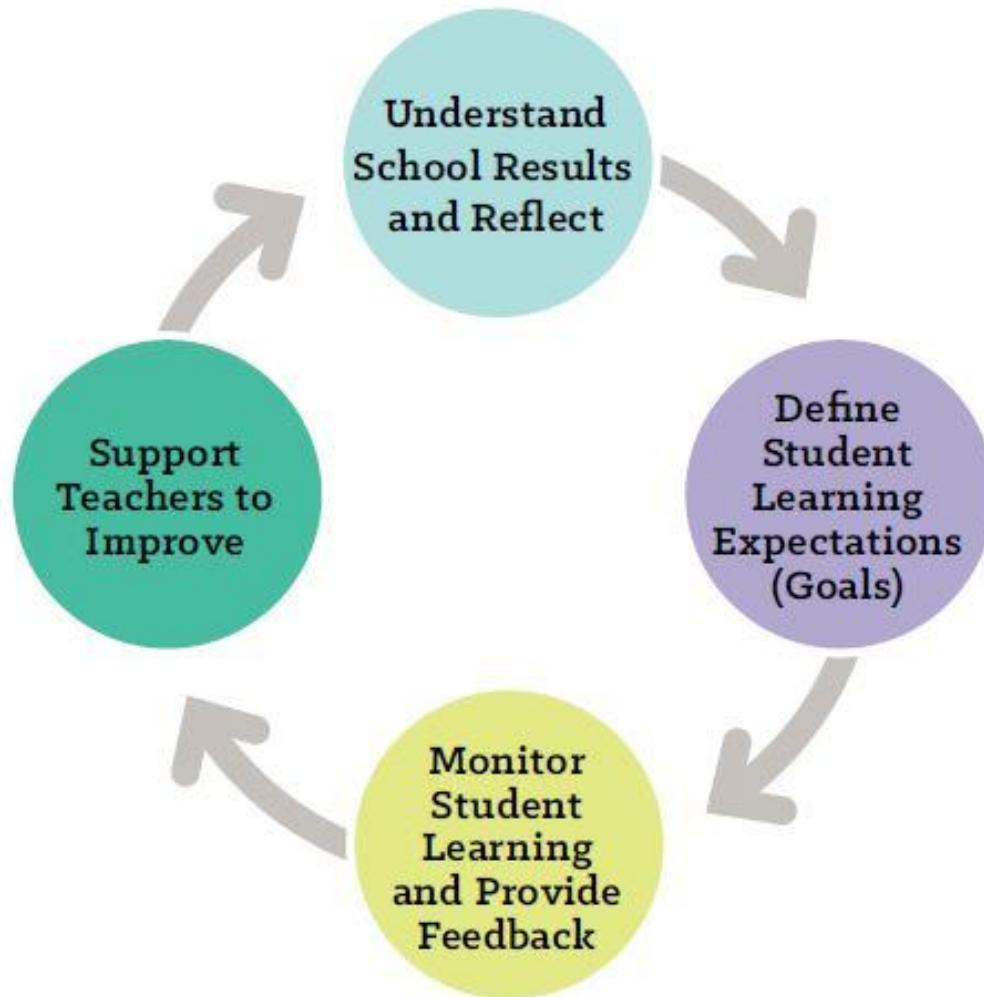 Understand
School Results
and Reflect
Define
Student
Learning
Expectations
(Goals)
Monitor
Student
Learning
and Provide
Feedback
Support
Teachers to
Improve